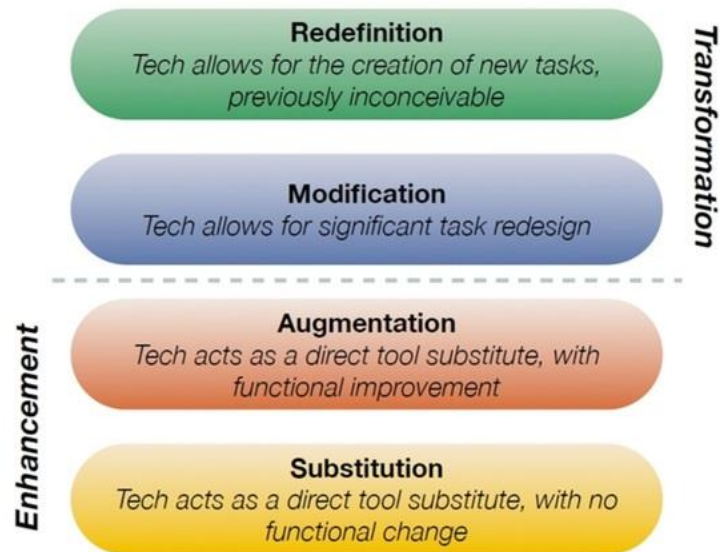 Redefinition
Tech allows for the creation of new tasks,
previously inconceivable
Modification
Tech allows for significant task redesign
Transformation
Augmentation
Tech acts as a direct tool substitute, with
functional improvement
Substitution
Tech acts as a direct tool substitute, with no
functional change
Enhancement